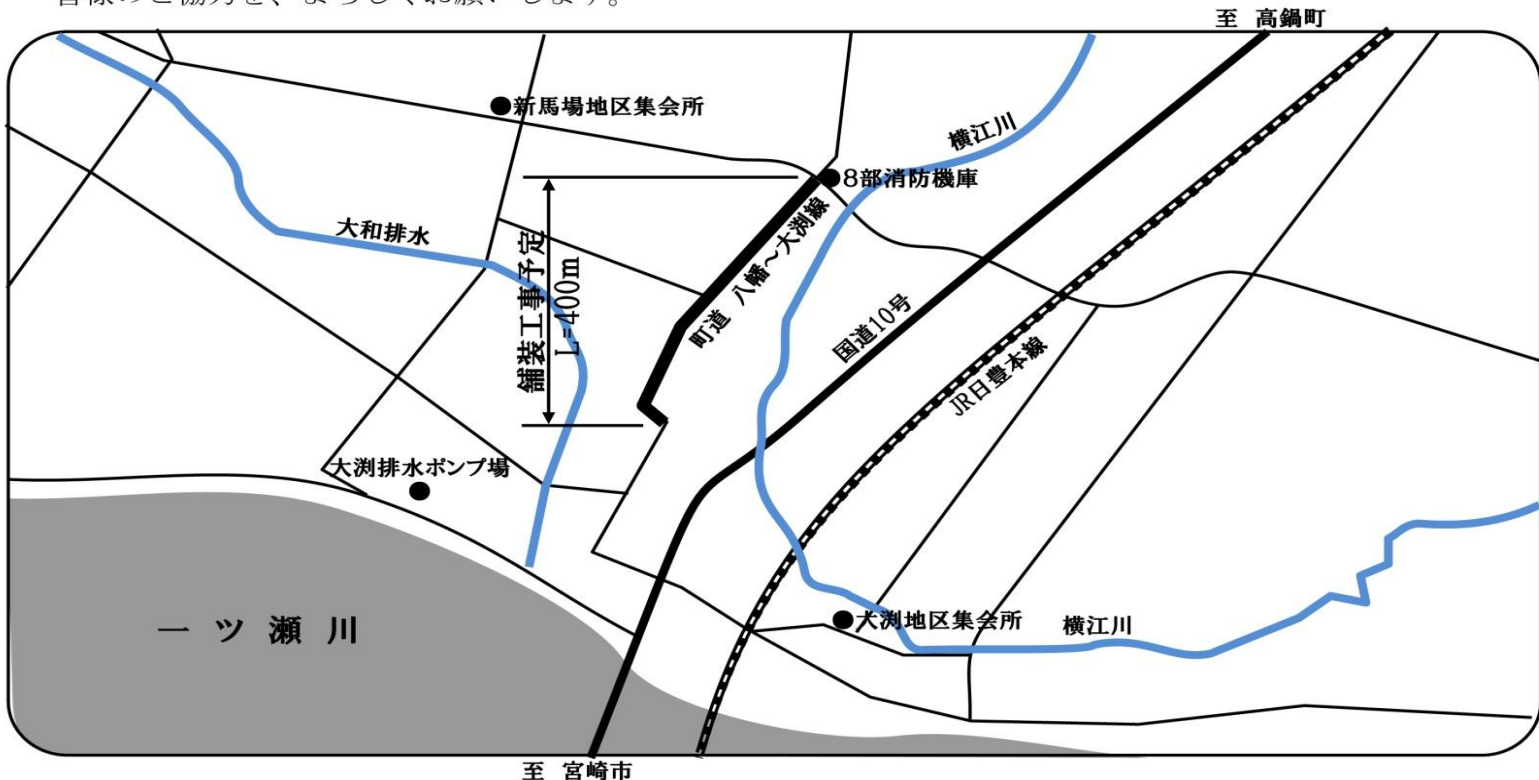 皆様のご協力を、よろしくお願いします。
至 高鍋町
新馬場地区集会所
横江川
8部消防機庫
大和排水
町道 八幡～大渕線
舗装工事予定
L=400m
国道10号
JR日豊本線
大渕排水ポンプ場
一ツ瀬川
大渕地区集会所
横江川
至 宮崎市